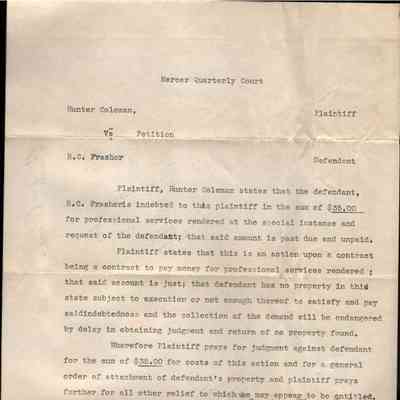 Mercer Quarterly Court
Hunter Coleman,
Plaintiff
Vs Petition
R.C. Frasher
Defendant
Plaintiff, Hunter Coleman states that the defendant,
R.C. Frasheris indebted to this plaintiff in the sum of $38.00
for professional services rendered at the special instance and
request of the defendant; that said amount is past due and unpaid.
Plaintiff states that this is an action upon a contract
being a contract to pay money for professional services rendered ;
that said account is just; that defendant has no property in this
state subject to execution or not enough thereof to satisfy and pay
saidindebtedness and the collection of the demand will be endangered
by delay in obtaining judgment and return of no property found.
Wherefore Plaintiff prays for judgment against defendant
for the sum of $38.00 for costs of this action and for a general
order of attachment of defendant's property and plaintiff prays
further for all other relief to which he may appear to be entitled.